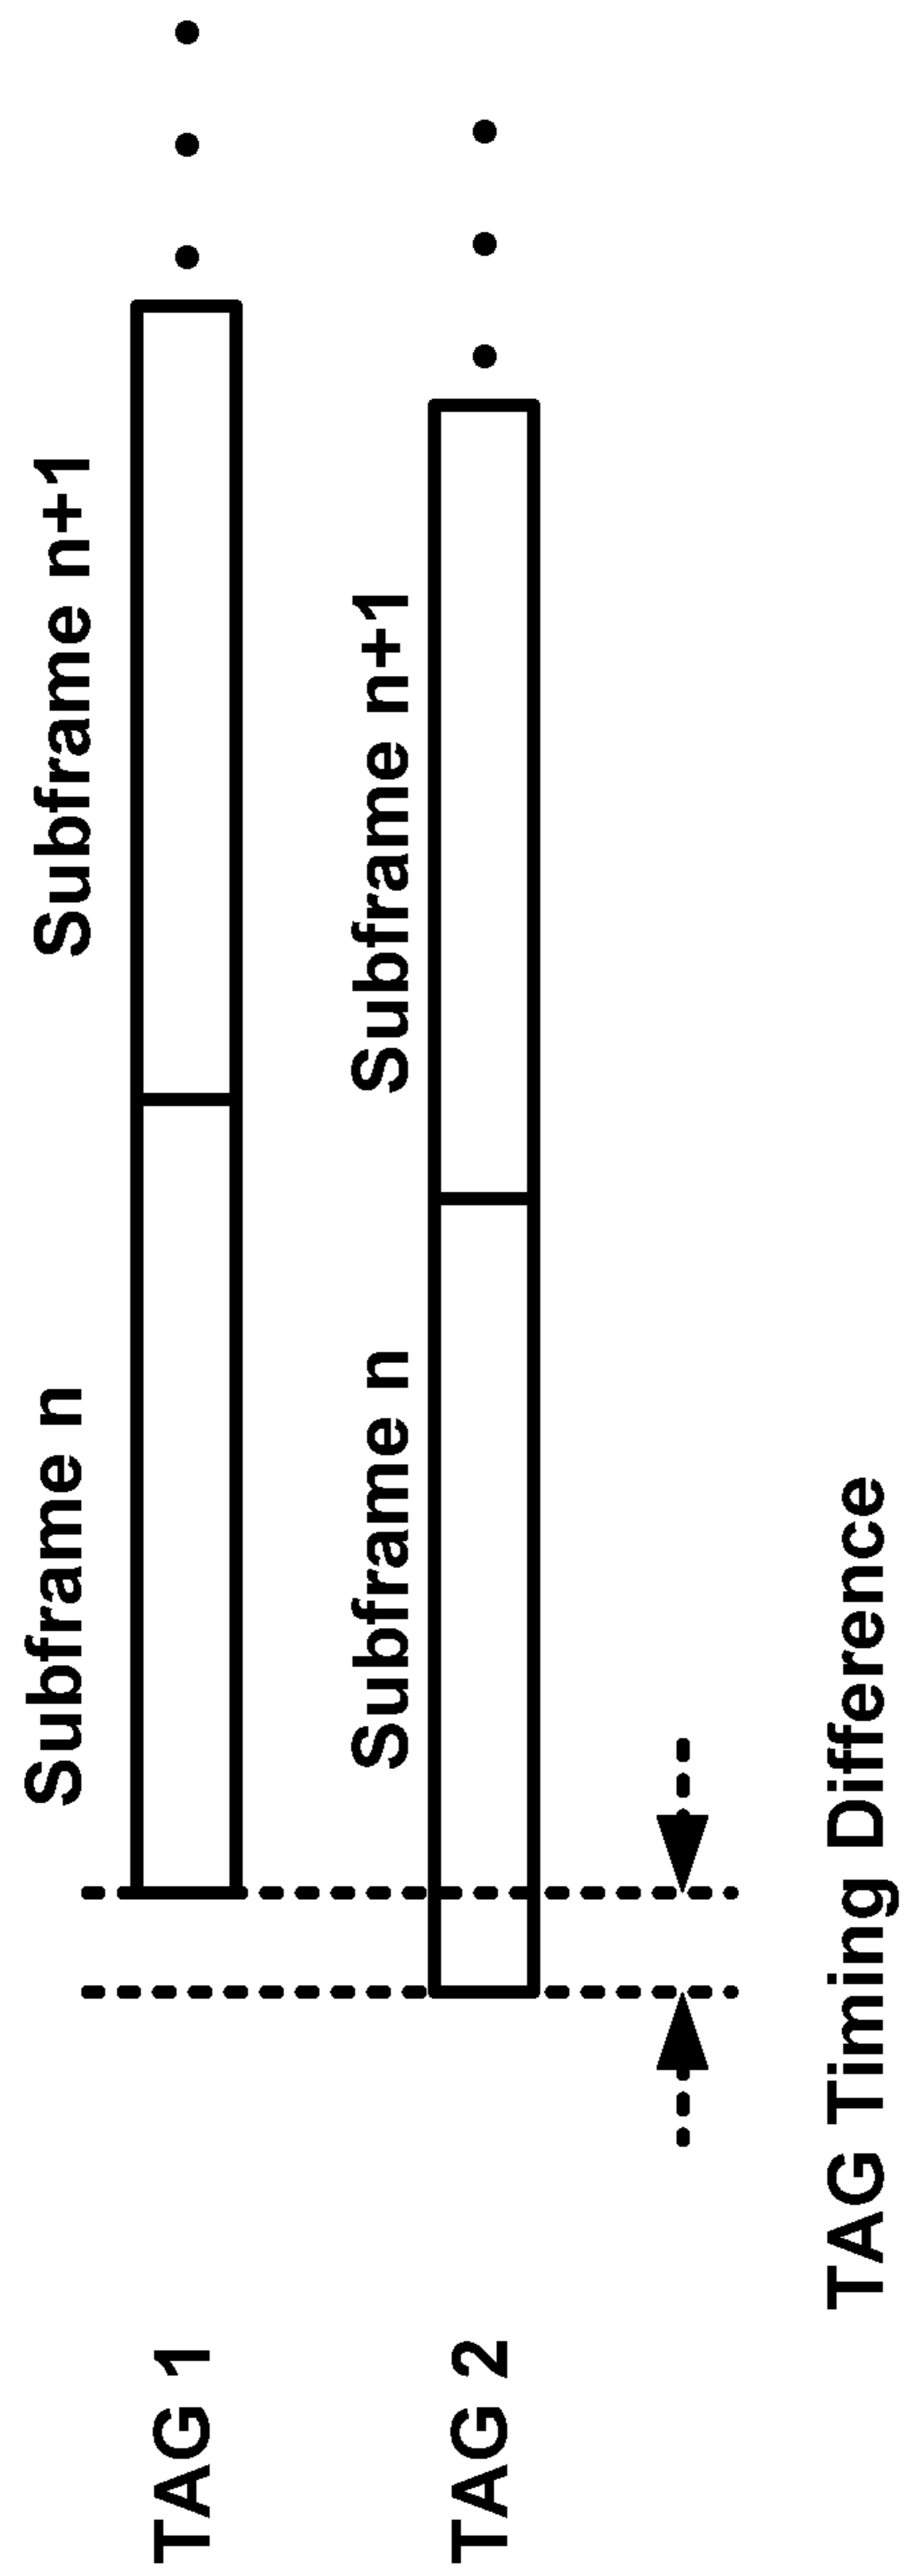 Subframe n
Subframe n+1
TAG 1
Subframe n
Subframe n+1
TAG 2
TAG Timing Difference